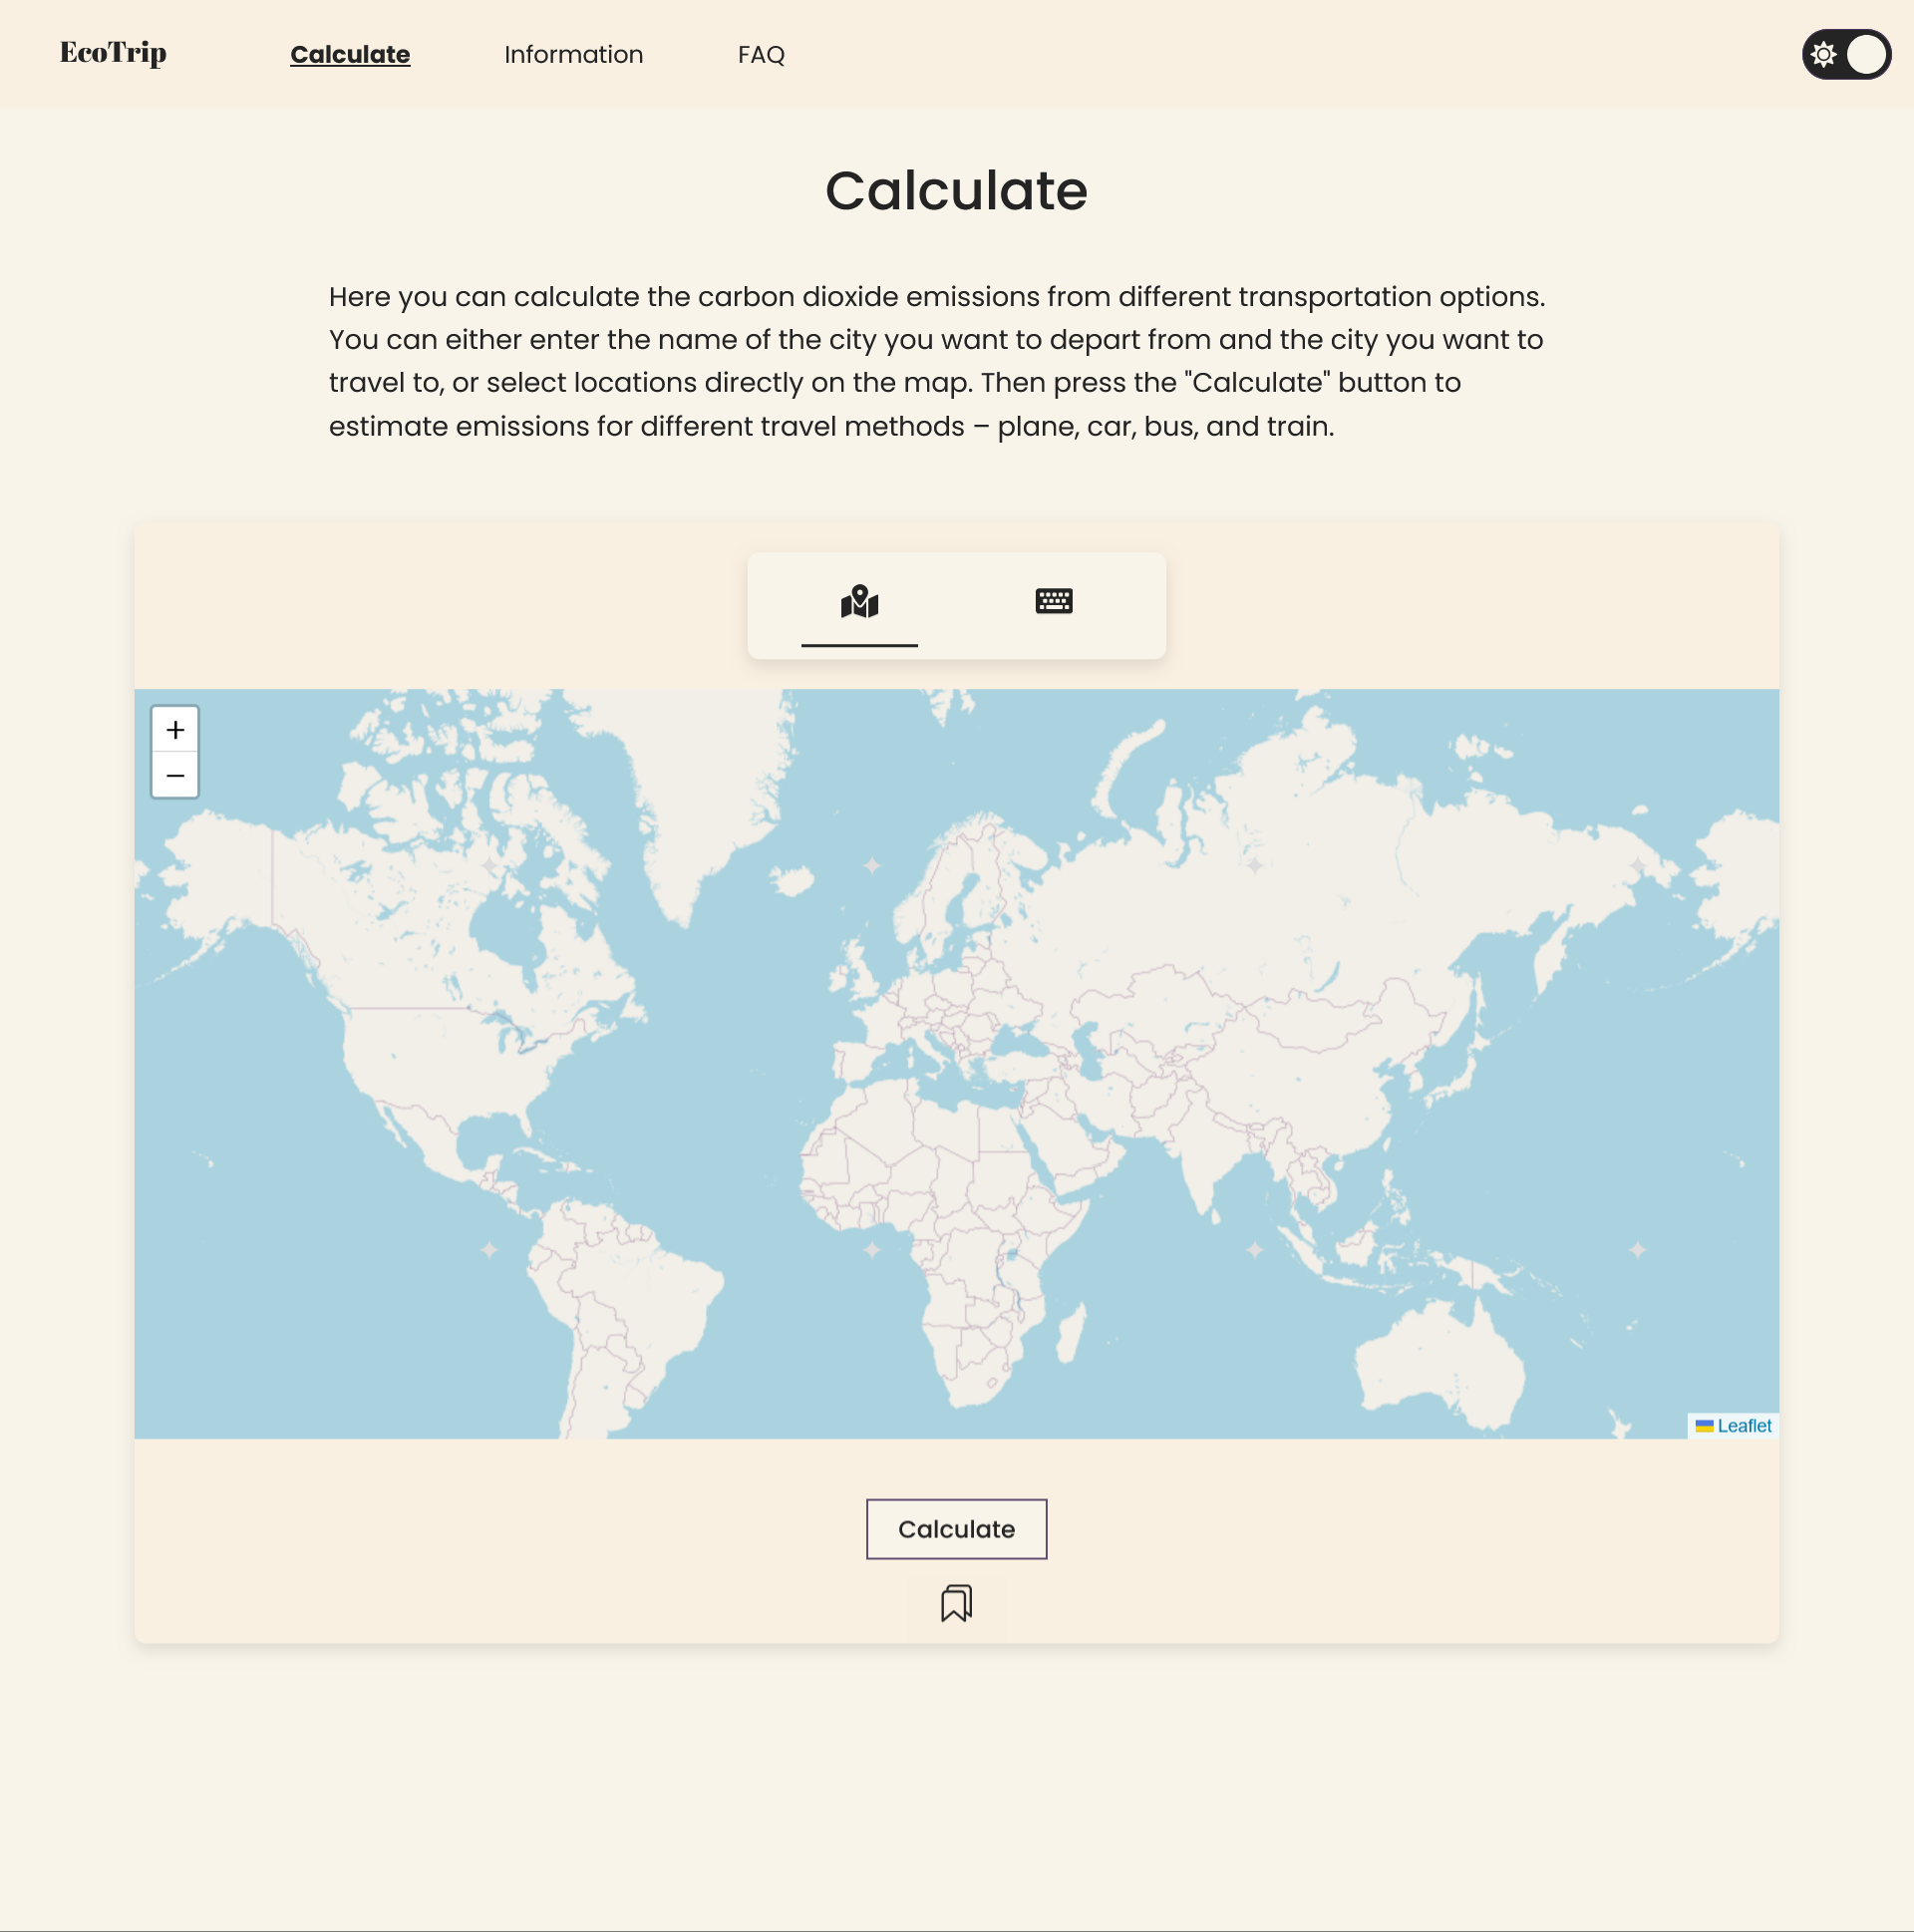 EcoTrip
Calculate
Information
FAQ
Calculate
Here you can calculate the carbon dioxide emissions from different transportation options.
You can either enter the name of the city you want to depart from and the city you want to
travel to, or select locations directly on the map. Then press the "Calculate" button to
estimate emissions for different travel methods – plane, car, bus, and train.
+
−
Leaflet
Calculate